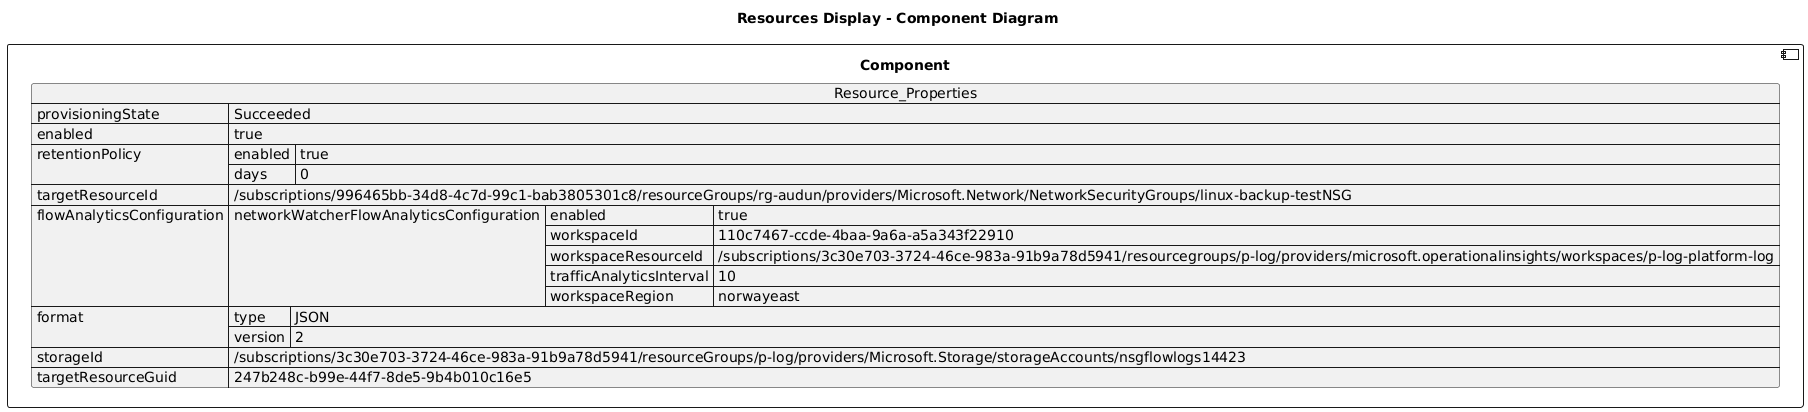 Resources Display - Component Diagram
Component
Resource_Properties
provisioningState Succeeded
enabled true
retentionPolicy enabled true
days 0
targetResourceId /subscriptions/996465bb-34d8-4c7d-99c1-bab3805301c8/resourceGroups/rg-audun/providers/Microsoft.Network/NetworkSecurityGroups/linux-backup-testNSG
flowAnalyticsConfiguration networkWatcherFlowAnalyticsConfiguration enabled true
workspaceId 110c7467-ccde-4baa-9a6a-a5a343f22910
workspaceResourceId /subscriptions/3c30e703-3724-46ce-983a-91b9a78d5941/resourcegroups/p-log/providers/microsoft.operationalinsights/workspaces/p-log-platform-log
trafficAnalyticsInterval 10
workspaceRegion norwayeast
format type JSON
version 2
storageId /subscriptions/3c30e703-3724-46ce-983a-91b9a78d5941/resourceGroups/p-log/providers/Microsoft.Storage/storageAccounts/nsgflowlogs14423
targetResourceGuid 247b248c-b99e-44f7-8de5-9b4b010c16e5